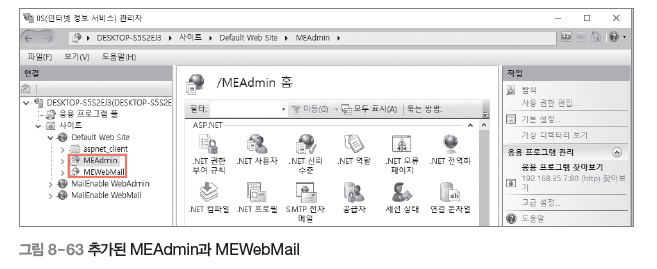 IIS(인터넷 정보 서비스) 관리자
DESKTOP-S5S2EJ3 ▸ 사이트 ▸ Default Web Site ▸ MEAdmin ▸
파일(F) 보기(V) 도움말(H)
연결
DESKTOP-S5S2EJ3(DESKTOP-S5S2E
응용 프로그램 풀
사이트
Default Web Site
aspnet_client
MEAdmin
MEWebMail
MailEnable WebAdmin
MailEnable WebMail
/MEAdmin 홈
필터: 이동(G) 모두 표시(A) 묶는 방법:
ASP.NET
.NET 권한 부여 규칙
.NET 사용자
.NET 신뢰 수준
.NET 역할
.NET 오류 페이지
.NET 전역화
.NET 컴파일
.NET 프로필
SMTP 전자 메일
공급자
세션 상태
연결 문자열
작업
탐색
사용 권한 편집...
기본 설정...
가상 디렉터리 보기
응용 프로그램 관리
응용 프로그램 찾아보기
192.168.35.7:80 (http) 찾아보기
고급 설정...
도움말
그림 8-63 추가된 MEAdmin과 MEWebMail